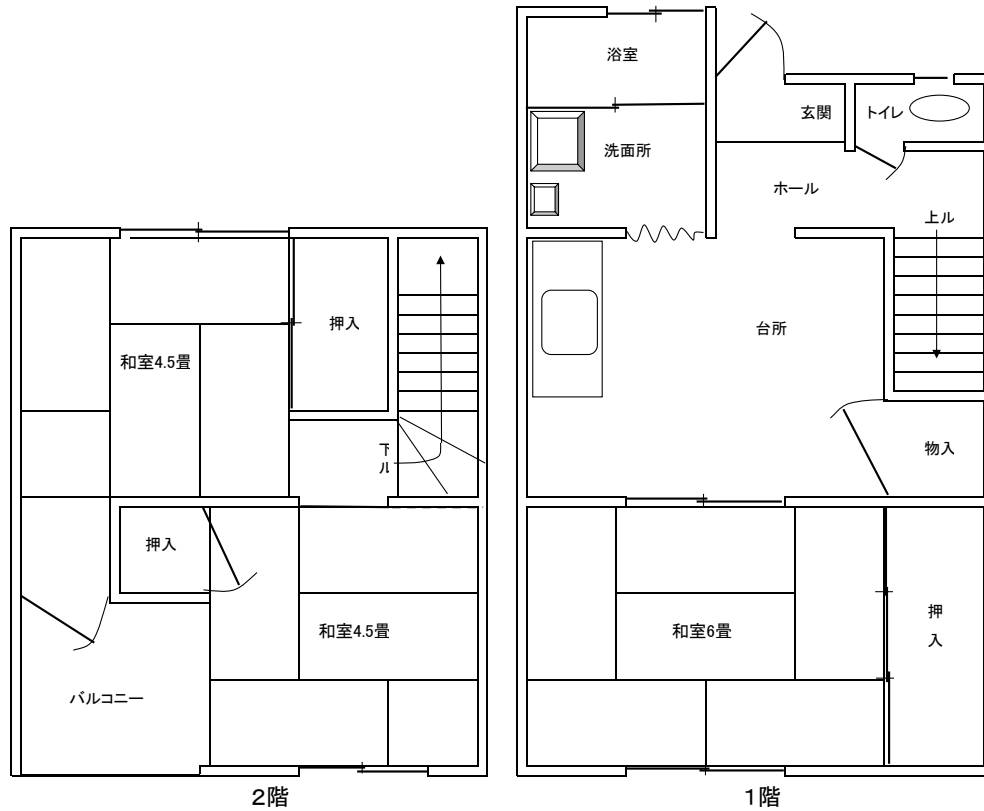 浴室
玄関
トイレ
洗面所
ホール
上ル
台所
物入
和室6畳
押
入
1階
押入
和室4.5畳
下
ル
押入
和室4.5畳
バルコニー
2階